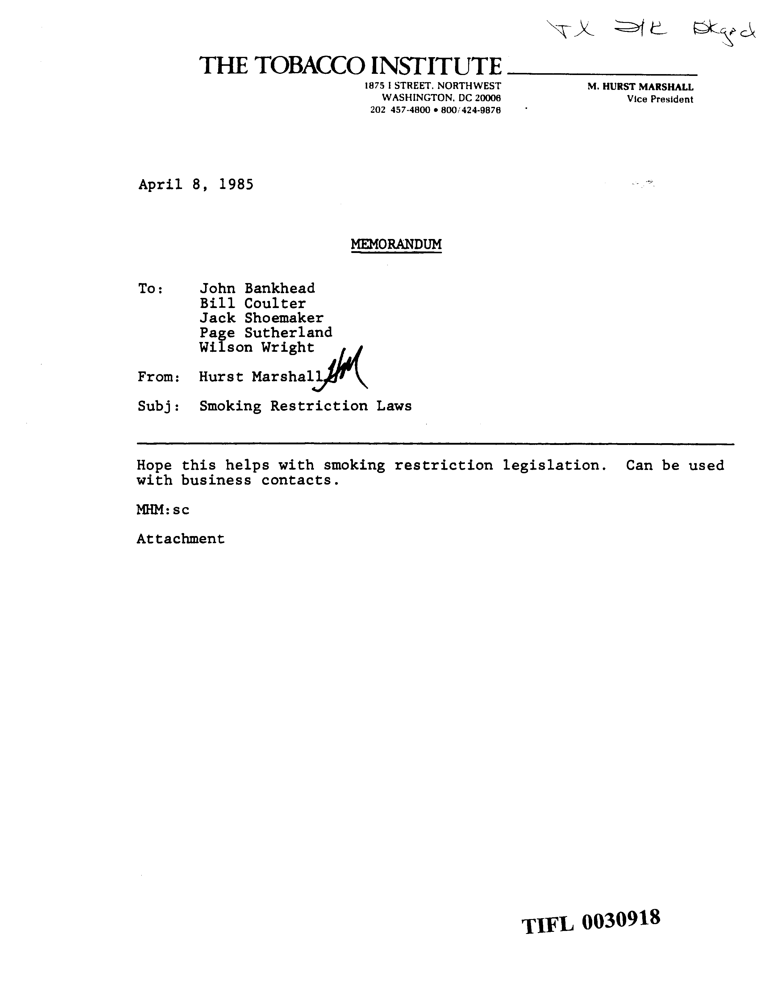 TX
THE TOBACCO INSTITUTE
1875 I STREET, NORTHWEST
WASHINGTON, DC 20006
202 457-4800 • 800/424-9876
M. HURST MARSHALL
Vice President
April 8, 1985
MEMORANDUM
To: John Bankhead
Bill Coulter
Jack Shoemaker
Page Sutherland
Wilson Wright
From: Hurst Marshall
Subj: Smoking Restriction Laws
Hope this helps with smoking restriction legislation. Can be used
with business contacts.
MHM:sc
Attachment
TIFL 0030918